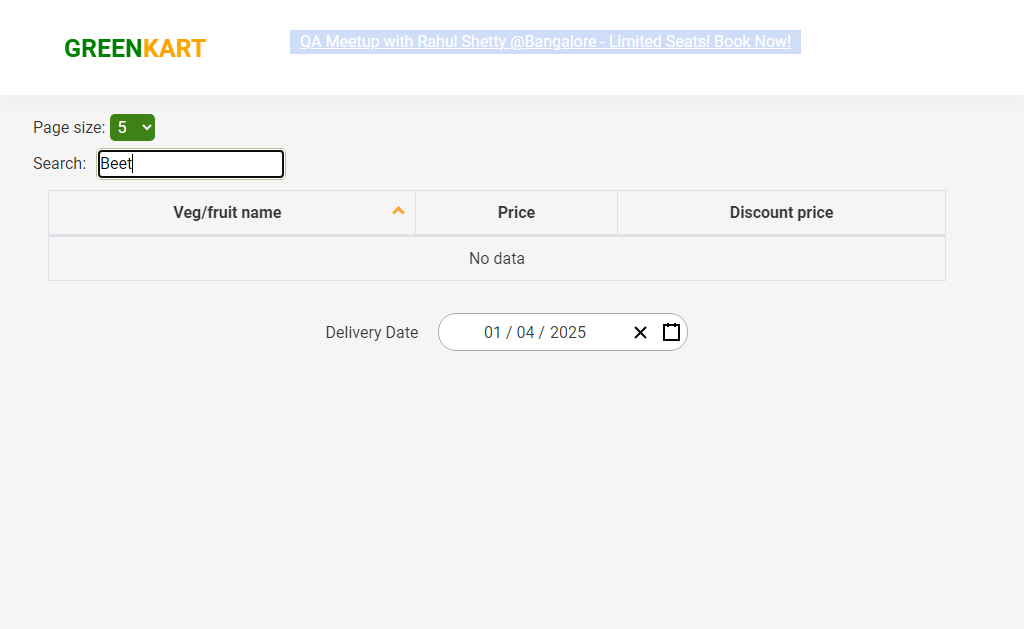 GREENKART
QA Meetup with Rahul Shetty @Bangalore - Limited Seats! Book Now!
Page size: 5
Search: Beet
Veg/fruit name Price Discount price
No data
Delivery Date 01 / 04 / 2025